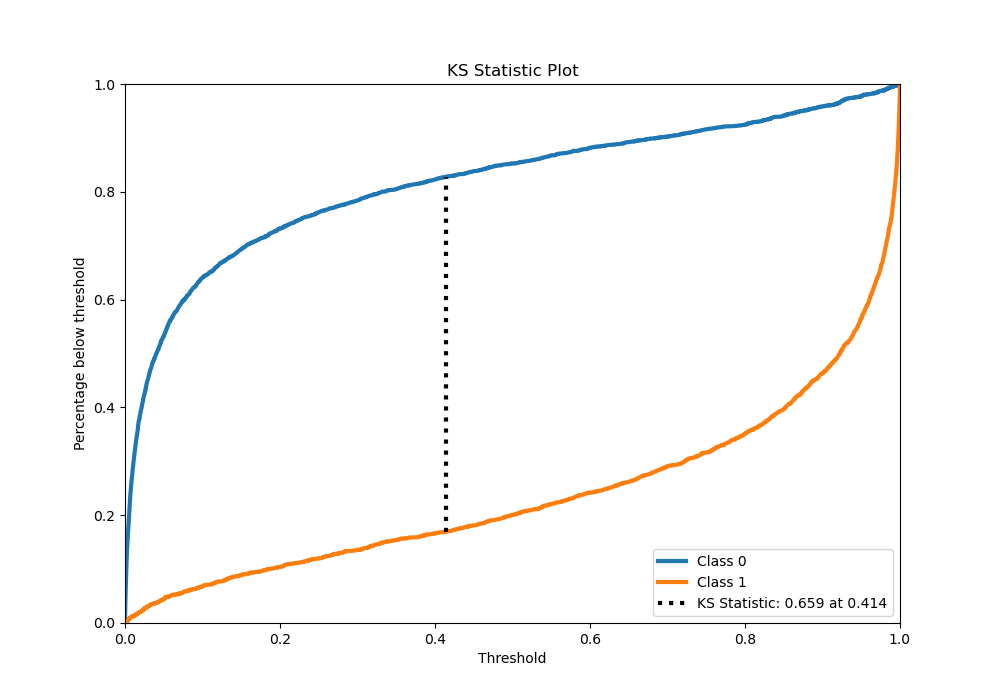 KS Statistic Plot
Percentage below threshold
1.0
0.8
0.6
0.4
0.2
0.0
0.0 0.2 0.4 0.6 0.8 1.0
Threshold
Class 0
Class 1
KS Statistic: 0.659 at 0.414